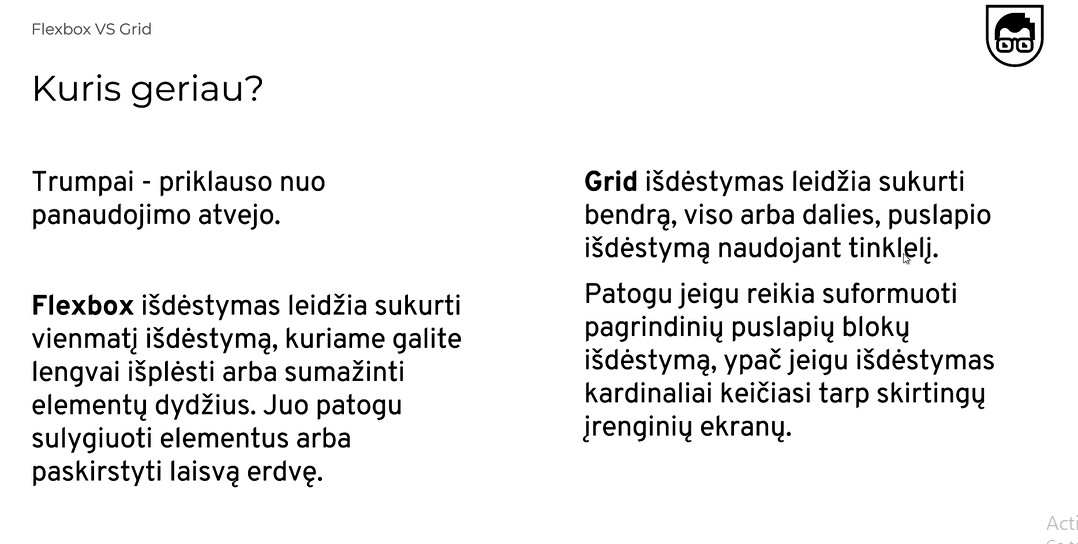 Flexbox VS Grid
Kuris geriau?
Trumpai - priklauso nuo
panaudojimo atvejo.
Flexbox išdėstymas leidžia sukurti
vienmatį išdėstymą, kuriame galite
lengvai išplėsti arba sumažinti
elementų dydžius. Juo patogu
sulygiuoti elementus arba
paskirstyti laisvą erdvę.
Grid išdėstymas leidžia sukurti
bendrą, viso arba dalies, puslapio
išdėstymą naudojant tinklelį.
Patogu jeigu reikia suformuoti
pagrindinių puslapių blokų
išdėstymą, ypač jeigu išdėstymas
kardinaliai keičiasi tarp skirtingų
įrenginių ekranų.
Acti